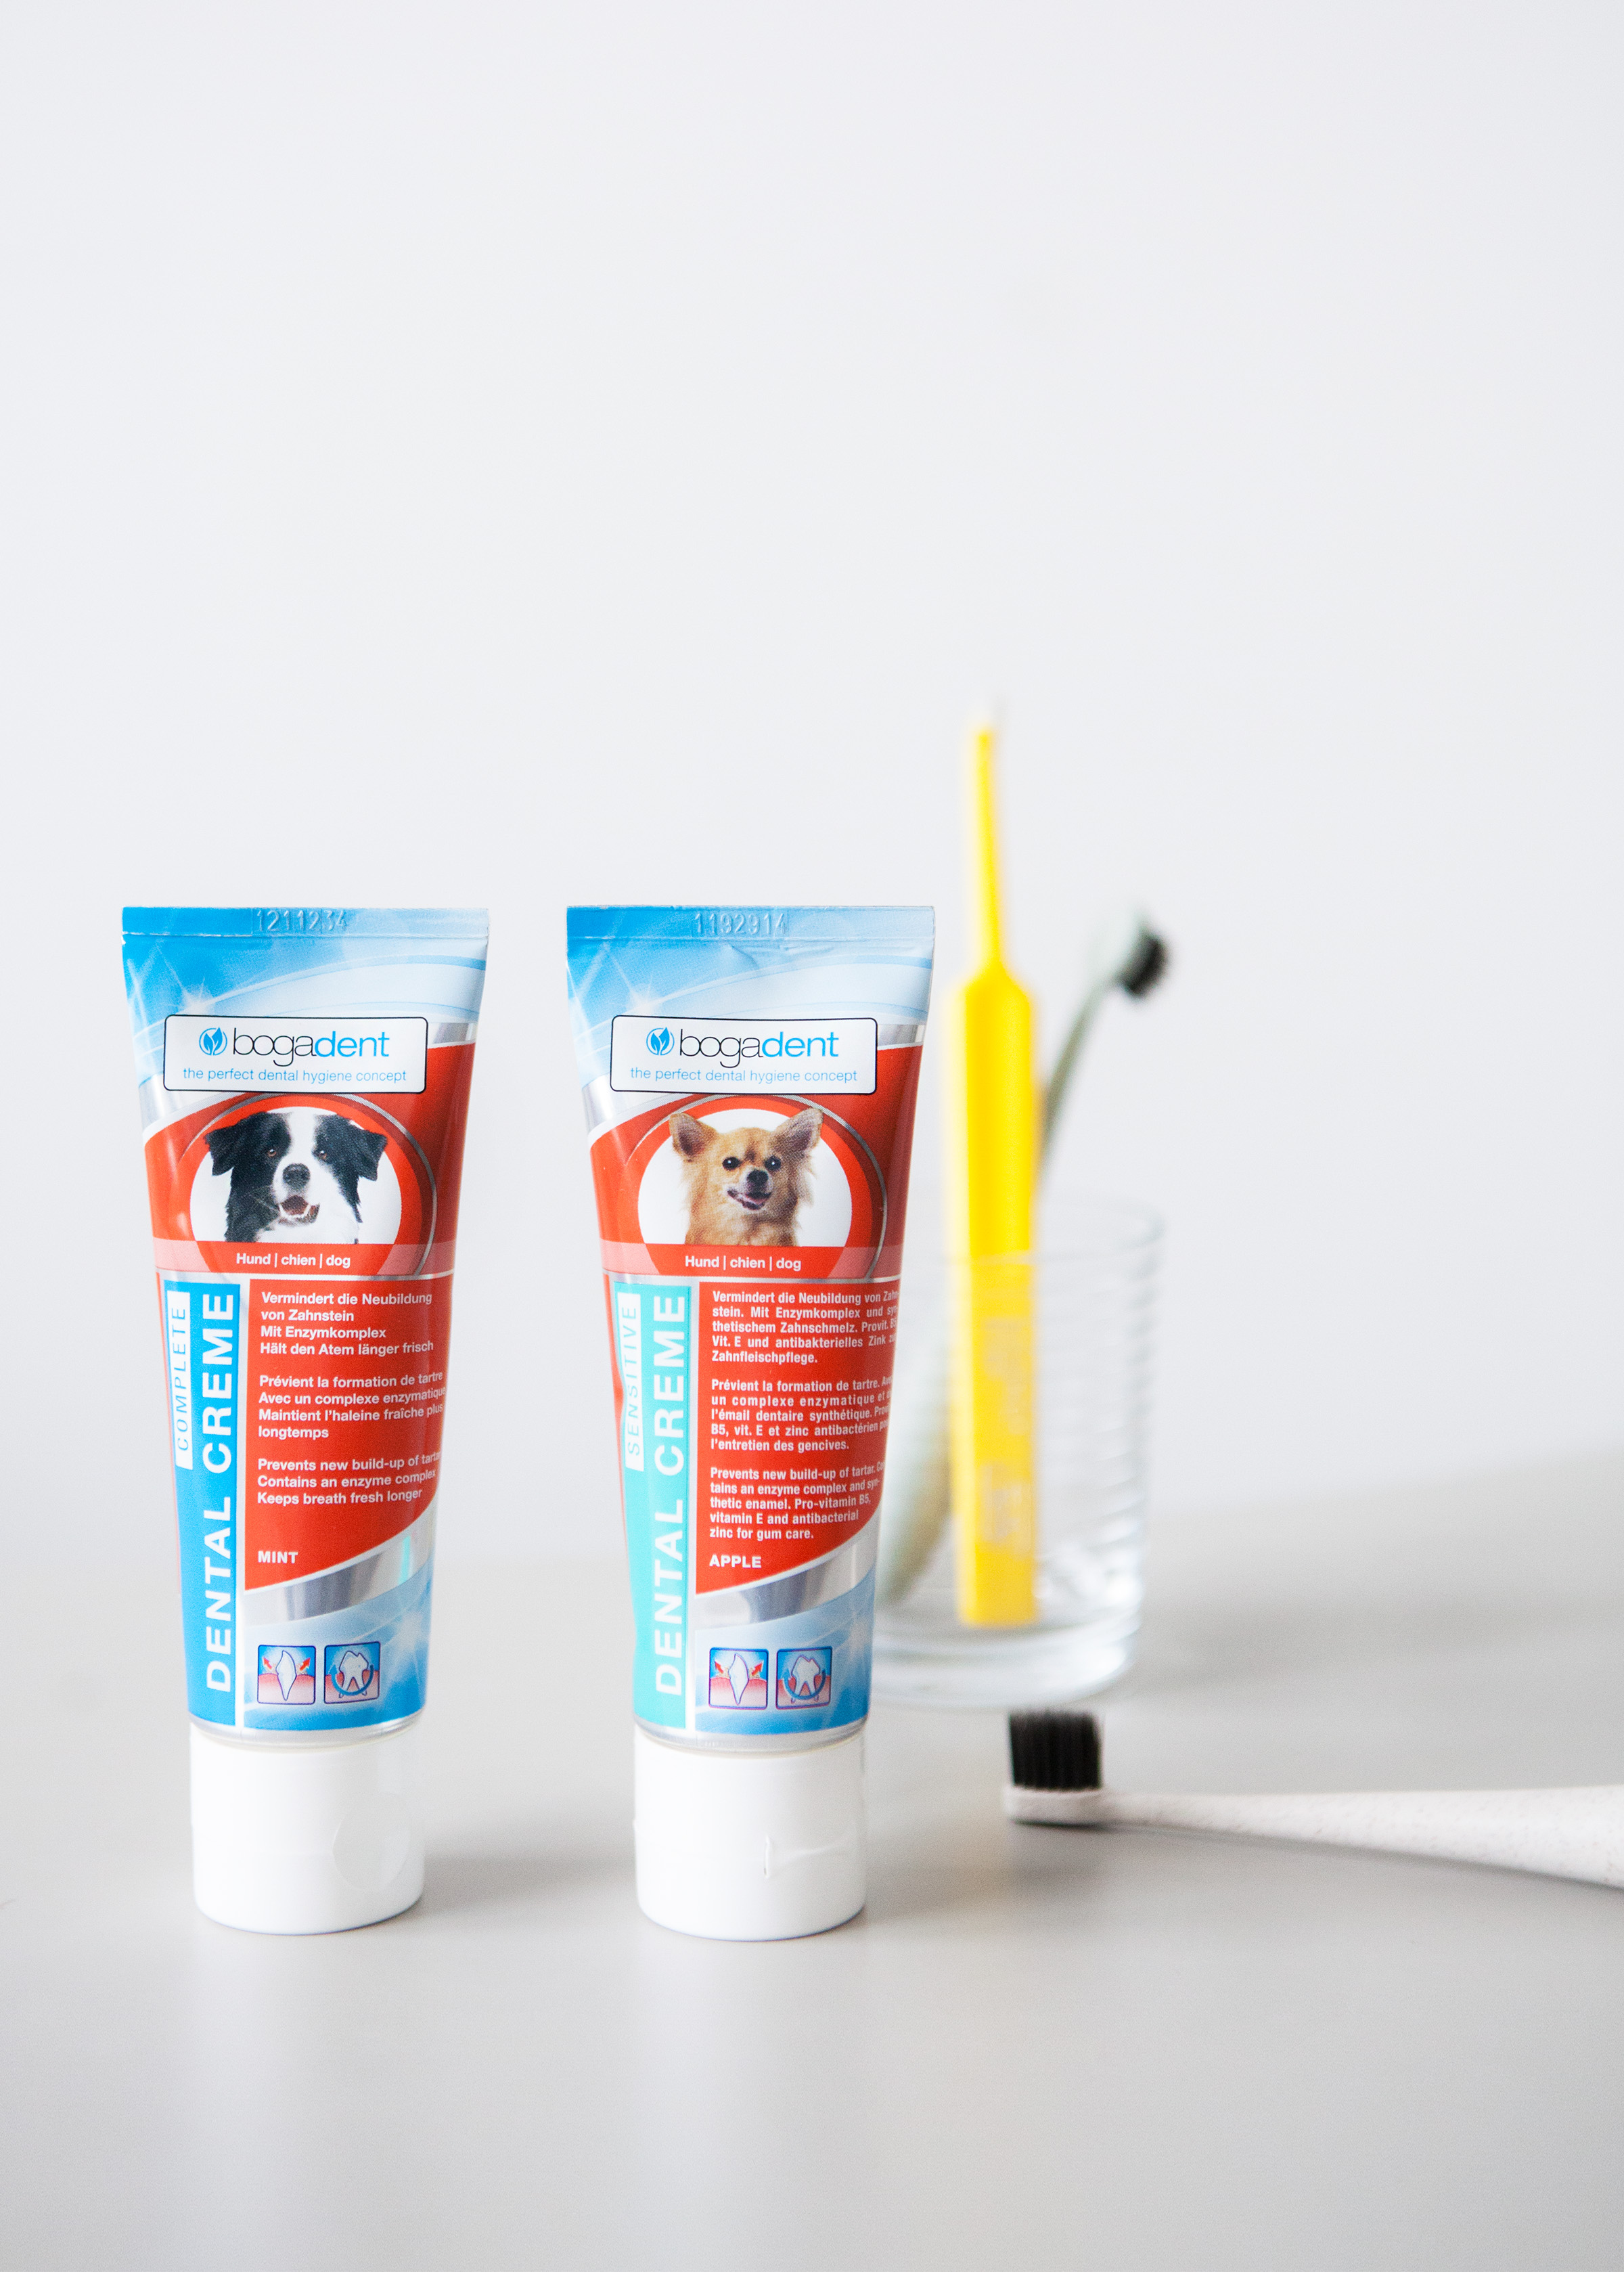 1211234
bogadent
the perfect dental hygiene concept
Hund | chien | dog
COMPLETE
DENTAL CREME
Vermindert die Neubildung
von Zahnstein
Mit Enzymkomplex
Hält den Atem länger frisch
Prévient la formation de tartre
Avec un complexe enzymatique
Maintient l'haleine fraîche plus
longtemps
Prevents new build-up of tartar
Contains an enzyme complex
Keeps breath fresh longer
MINT
1192914
bogadent
the perfect dental hygiene concept
Hund | chien | dog
SENSITIVE
DENTAL CREME
Vermindert die Neubildung von
stein. Mit Enzymkomplex und
thetischem Zahnschmelz. Provit.
Vit. E und antibakterielles Zink
Zahnfleischpflege.
Prévient la formation de tartre.
un complexe enzymatique et
l'émail dentaire synthétique.
B5, vit. E et zinc antibactérien
l'entretien des gencives.
Prevents new build-up of tartar.
tains an enzyme complex and syn-
thetic enamel. Pro-vitamin B5,
vitamin E and antibacterial
zinc for gum care.
APPLE